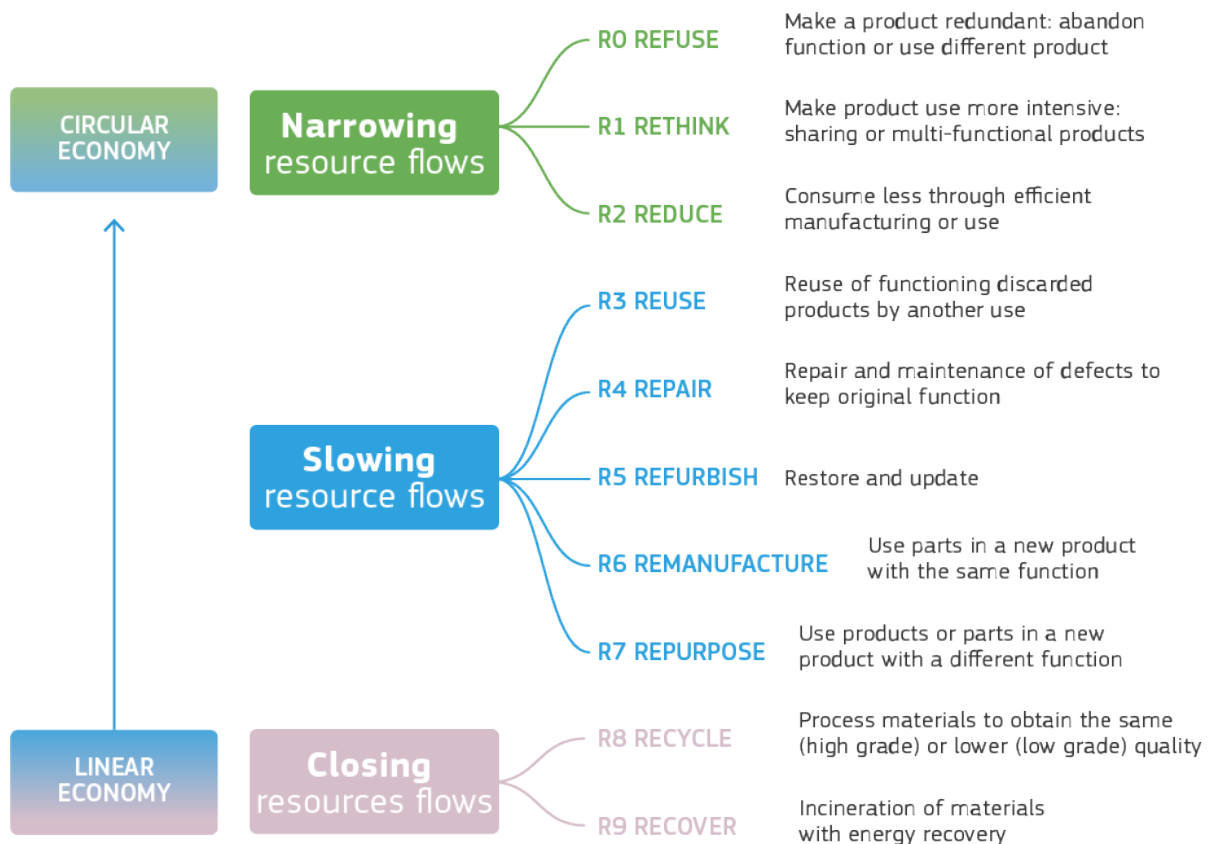 CIRCULAR
ECONOMY
Narrowing
resource flows
R0 REFUSE
Make a product redundant: abandon
function or use different product
R1 RETHINK
Make product use more intensive:
sharing or multi-functional products
R2 REDUCE
Consume less through efficient
manufacturing or use
Slowing
resource flows
R3 REUSE
Reuse of functioning discarded
products by another use
R4 REPAIR
Repair and maintenance of defects to
keep original function
R5 REFURBISH
Restore and update
R6 REMANUFACTURE
Use parts in a new product
with the same function
R7 REPURPOSE
Use products or parts in a new
product with a different function
LINEAR
ECONOMY
Closing
resources flows
R8 RECYCLE
Process materials to obtain the same
(high grade) or lower (low grade) quality
R9 RECOVER
Incineration of materials
with energy recovery